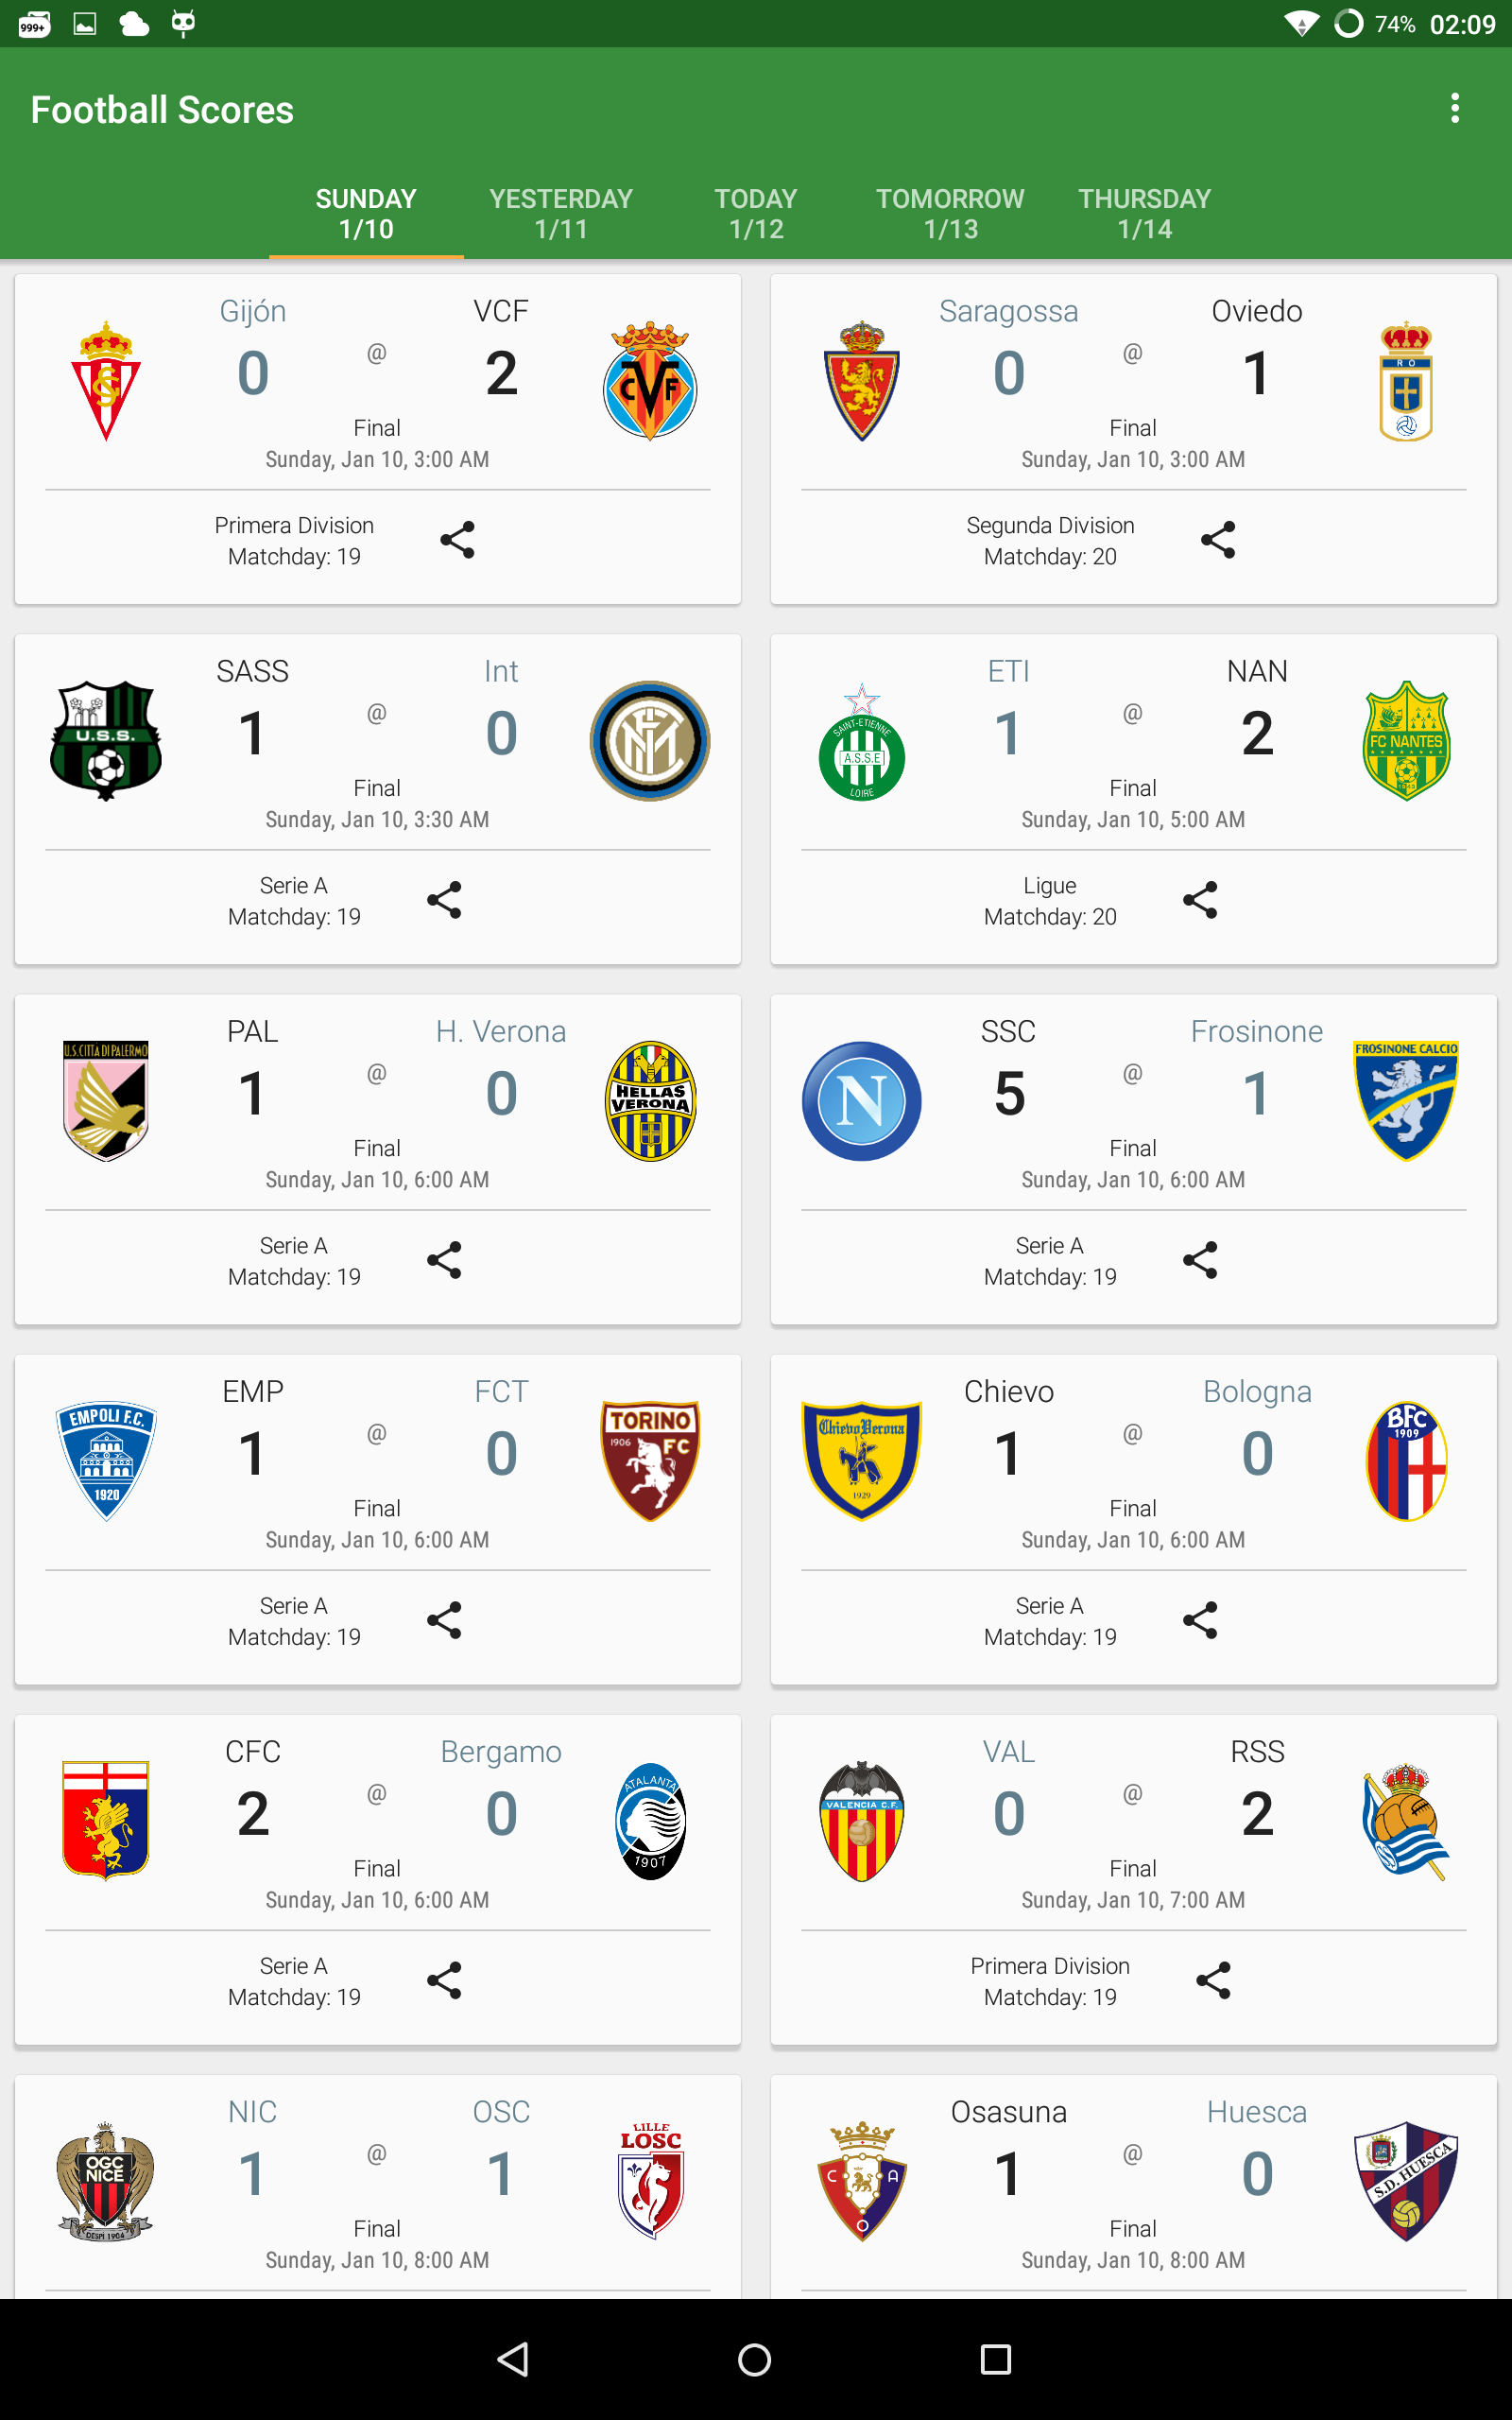 999+
74% 02:09
Football Scores
SUNDAY 1/10
YESTERDAY 1/11
TODAY 1/12
TOMORROW 1/13
THURSDAY 1/14
Gijón @ VCF
0 2
CVF
Final
Sunday, Jan 10, 3:00 AM
Primera Division
Matchday: 19
Saragossa @ Oviedo
0 1
RO
Final
Sunday, Jan 10, 3:00 AM
Segunda Division
Matchday: 20
SASS @ Int
1 0
U.S.S.
Final
Sunday, Jan 10, 3:30 AM
Serie A
Matchday: 19
ETI @ NAN
1 2
SAINT-ETIENNE
A.S.S.E
LOIRE
FC NANTES
Final
Sunday, Jan 10, 5:00 AM
Ligue
Matchday: 20
PAL @ H. Verona
1 0
U.S.CITTA DI PALERMO
HELLAS
VERONA
Final
Sunday, Jan 10, 6:00 AM
Serie A
Matchday: 19
SSC @ Frosinone
5 1
N
FROSINONE CALCIO
Final
Sunday, Jan 10, 6:00 AM
Serie A
Matchday: 19
EMP @ FCT
1 0
EMPOLI F.C.
1920
TORINO
1906 FC
Final
Sunday, Jan 10, 6:00 AM
Serie A
Matchday: 19
Chievo @ Bologna
1 0
ChievoVerona
1929
BFC
1909
Final
Sunday, Jan 10, 6:00 AM
Serie A
Matchday: 19
CFC @ Bergamo
2 0
ATALANTA
1907
Final
Sunday, Jan 10, 6:00 AM
Serie A
Matchday: 19
VAL @ RSS
0 2
VALENCIA C.F.
Final
Sunday, Jan 10, 7:00 AM
Primera Division
Matchday: 19
NIC @ OSC
1 1
OGC
NICE
DESPI 1904
LILLE
LOSC
Final
Sunday, Jan 10, 8:00 AM
Osasuna @ Huesca
1 0
C A
O
S.D. HUESCA
Final
Sunday, Jan 10, 8:00 AM